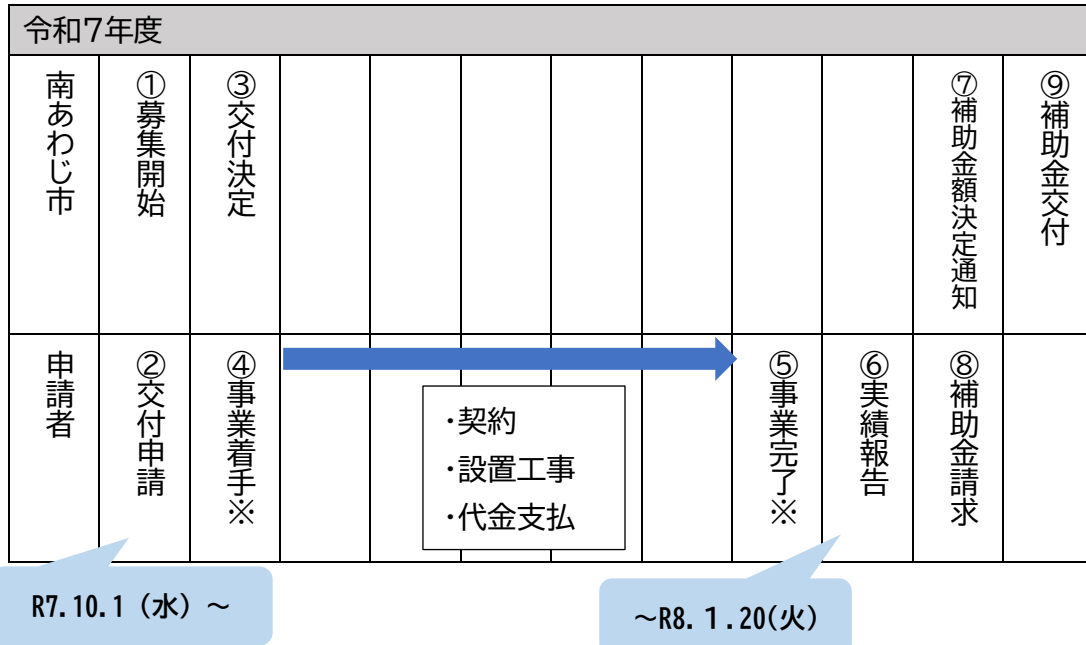 令和7年度
南あわじ市
①募集開始
③交付決定
⑦補助金額決定通知
⑨補助金交付
申請者
②交付申請
④事業着手※
・契約
・設置工事
・代金支払
⑤事業完了※
⑥実績報告
⑧補助金請求
R7.10.1（水）～
～R8.１.20(火)